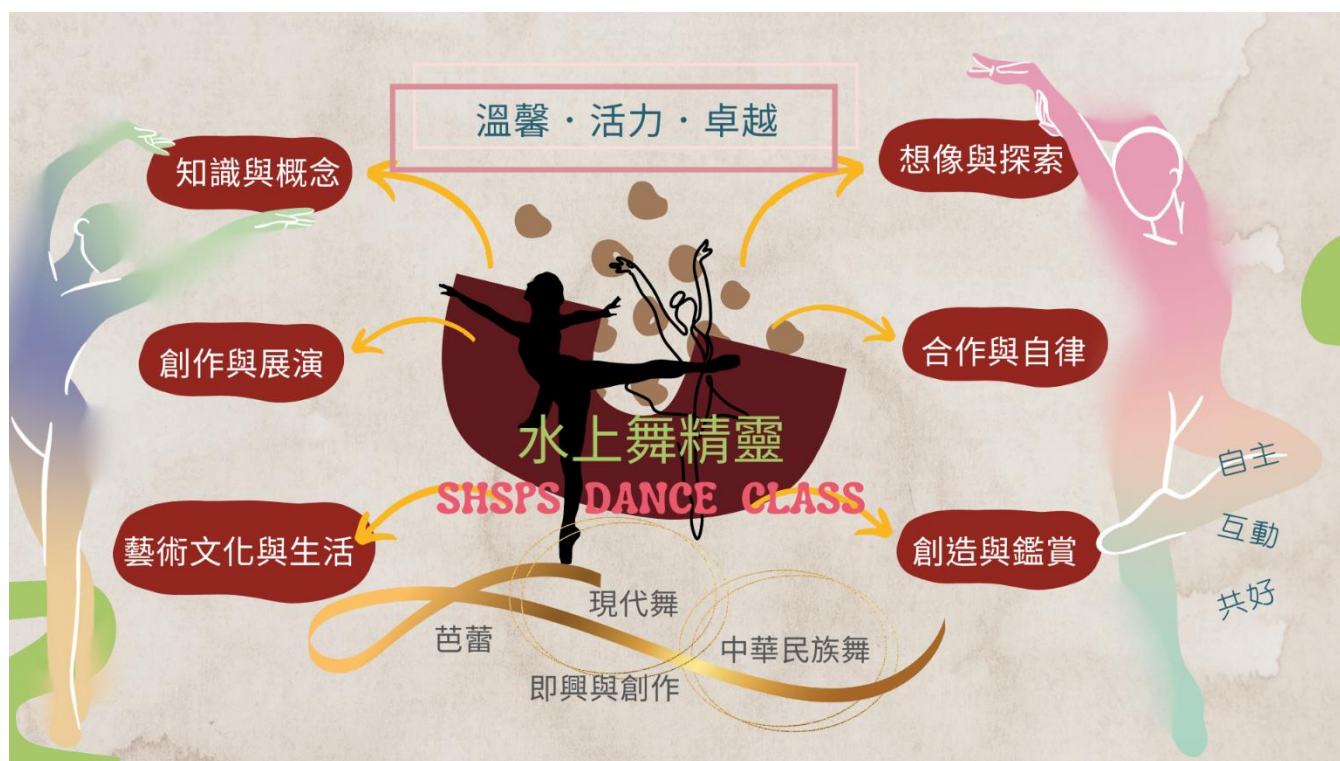 溫馨・活力・卓越
知識與概念
想像與探索
創作與展演
合作與自律
水上舞精靈
SHSPS DANCE CLASS
藝術文化與生活
創造與鑑賞
自主
互動
共好
現代舞
芭蕾
中華民族舞
即興與創作